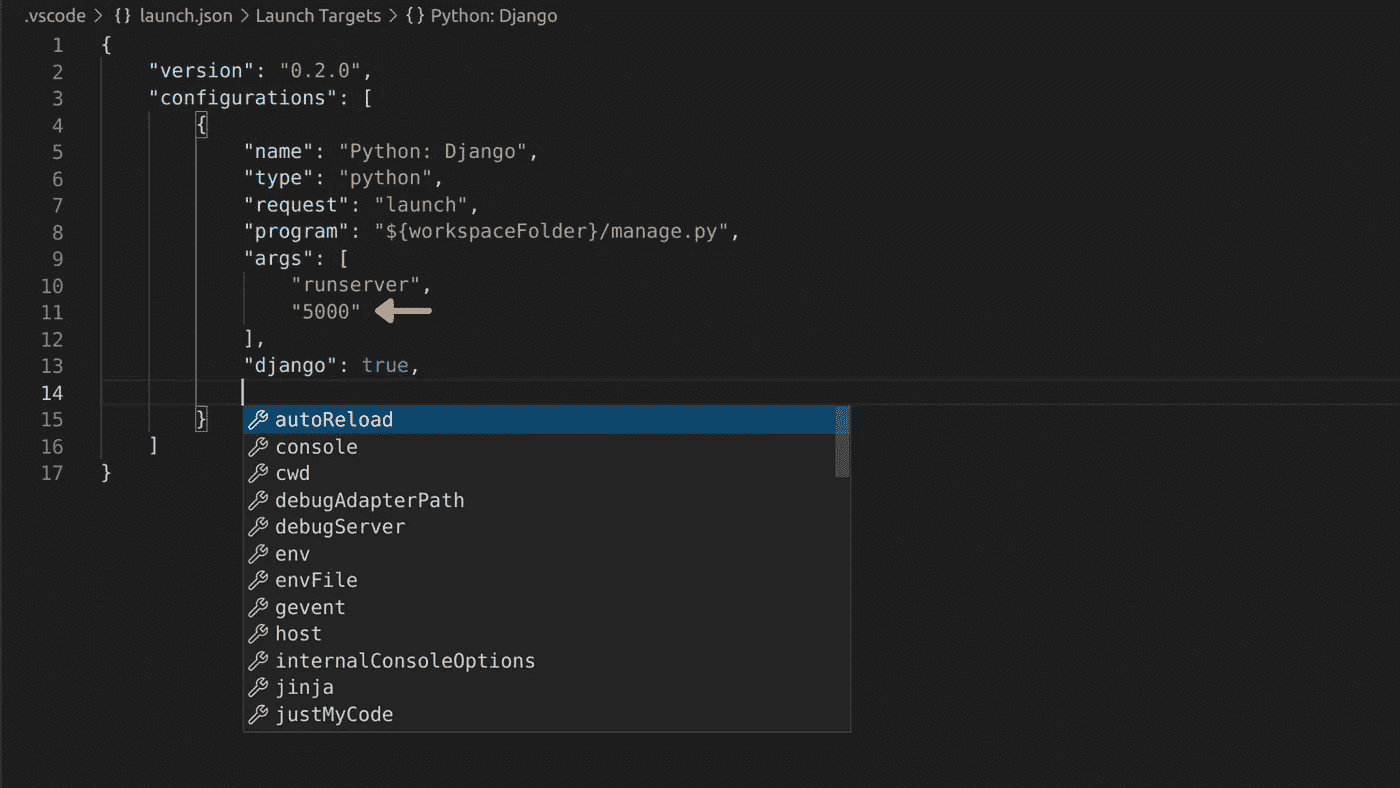 .vscode > {} launch.json > Launch Targets > {} Python: Django
1 {
2 "version": "0.2.0",
3 "configurations": [
4 {
5 "name": "Python: Django",
6 "type": "python",
7 "request": "launch",
8 "program": "${workspaceFolder}/manage.py",
9 "args": [
10 "runserver",
11 "5000"
12 ],
13 "django": true,
14
15 }
16 ]
17 }
autoReload
console
cwd
debugAdapterPath
debugServer
env
envFile
gevent
host
internalConsoleOptions
jinja
justMyCode